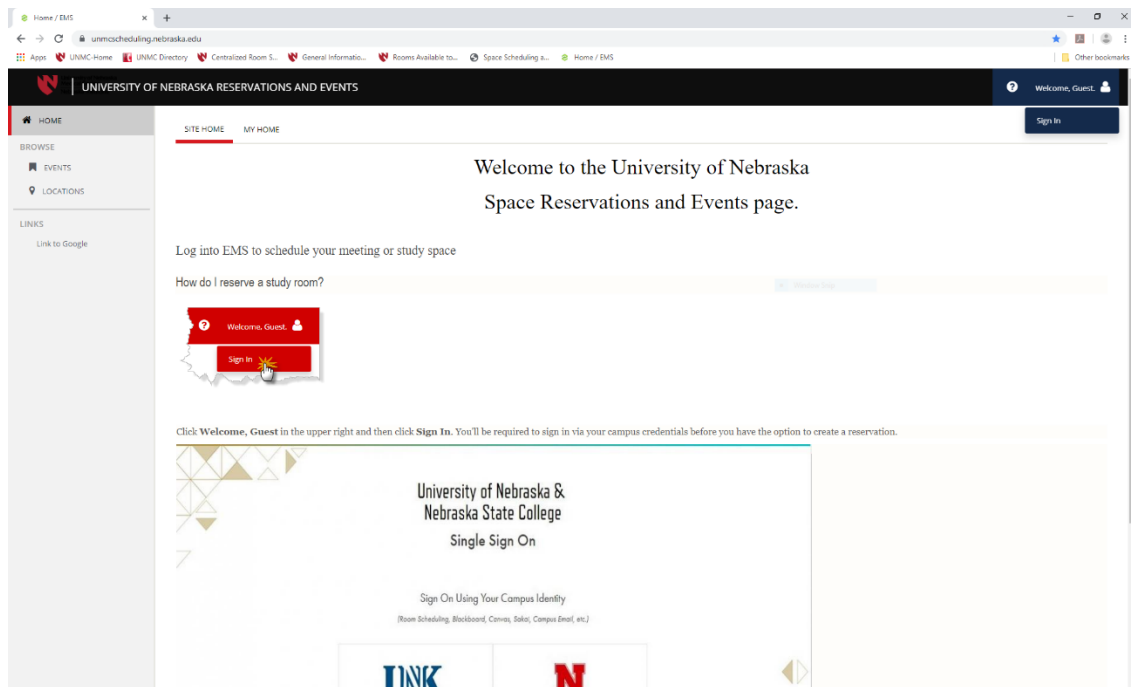 Home / EMS
unmcscheduling.nebraska.edu
Apps UNMC-Home UNMC Directory Centralized Room S... General Informatio... Rooms Available to... Space Scheduling a... Home / EMS Other bookmarks
UNIVERSITY OF NEBRASKA RESERVATIONS AND EVENTS
Welcome, Guest.
Sign In
HOME
BROWSE
EVENTS
LOCATIONS
LINKS
Link to Google
SITE HOME MY HOME
Welcome to the University of Nebraska
Space Reservations and Events page.
Log into EMS to schedule your meeting or study space
How do I reserve a study room?
Welcome, Guest.
Sign In
Click Welcome, Guest in the upper right and then click Sign In. You'll be required to sign in via your campus credentials before you have the option to create a reservation.
University of Nebraska &
Nebraska State College
Single Sign On
Sign On Using Your Campus Identity
(Room Scheduling, Blackboard, Canvas, Sakai, Campus Email, etc.)
UNK N